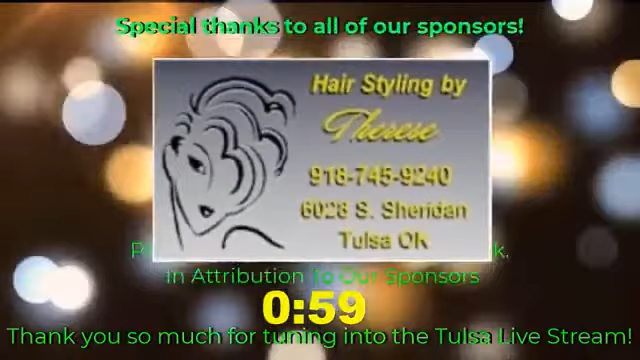 Special thanks to all of our sponsors!
Hair Styling by
Therese
918-745-9240
6028 S. Sheridan
Tulsa OK
In Attribution To Our Sponsors
0:59
Thank you so much for tuning into the Tulsa Live Stream!